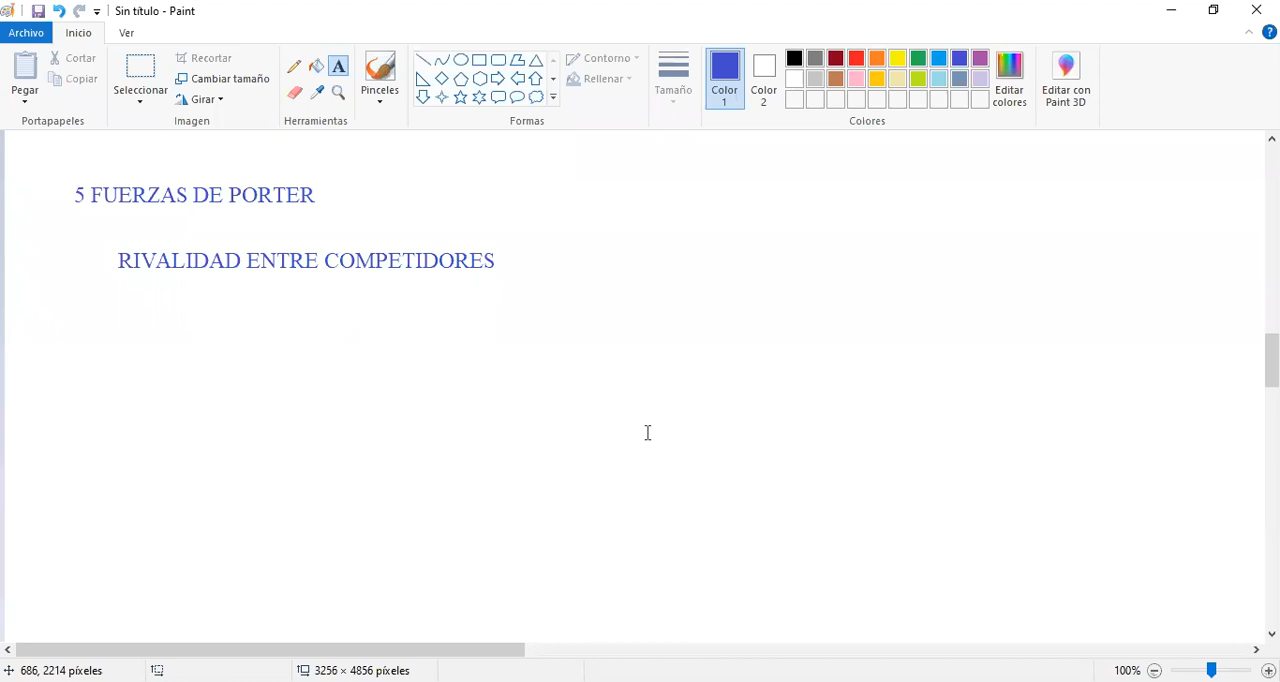 Sin título - Paint
Archivo Inicio Ver
Pegar
Cortar
Copiar
Portapapeles
Seleccionar
Recortar
Cambiar tamaño
Girar
Imagen
A
Herramientas
Pinceles
Contorno
Rellenar
Formas
Tamaño
Color 1
Color 2
Editar colores
Colores
Editar con Paint 3D
5 FUERZAS DE PORTER
RIVALIDAD ENTRE COMPETIDORES
686, 2214 píxeles
3256 × 4856 píxeles
100%